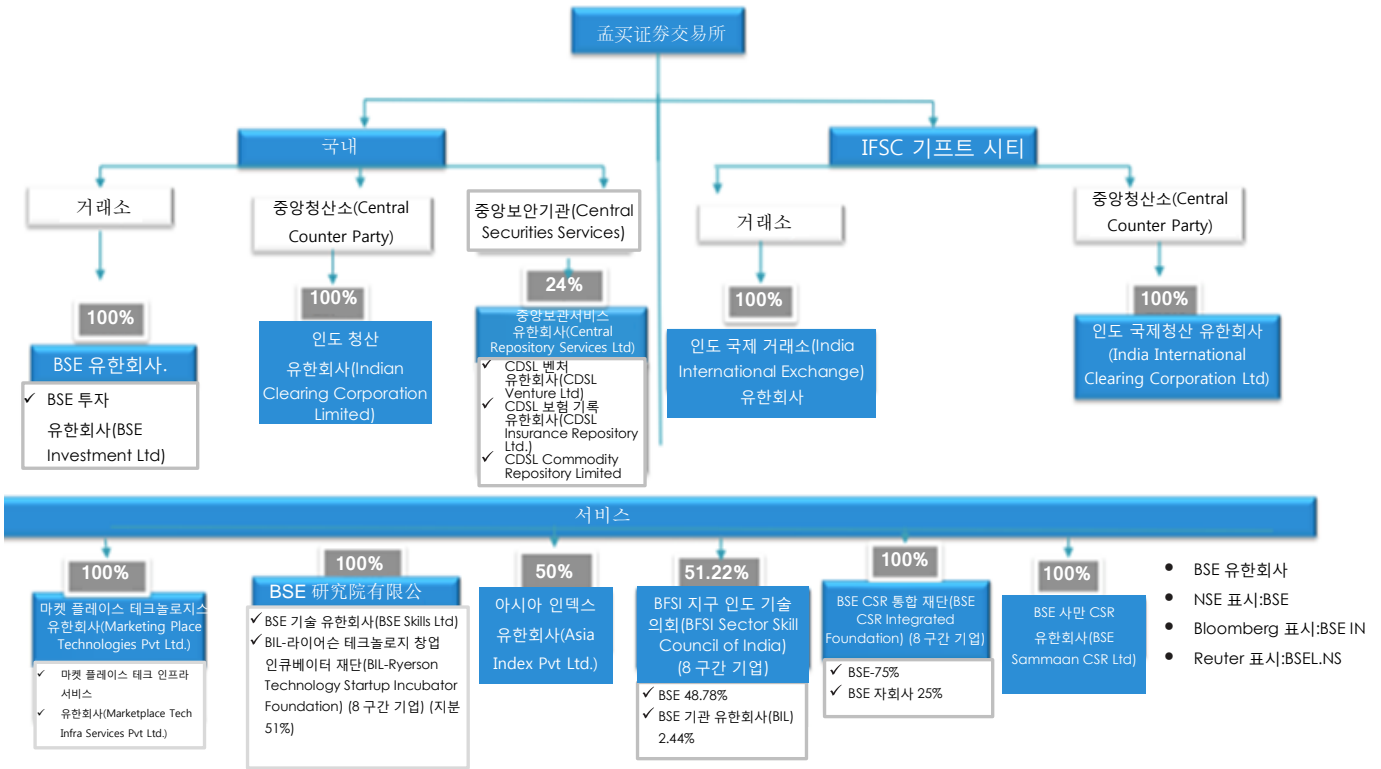 孟买证券交易所
국내
IFSC 기프트 시티
거래소
중앙청산소(Central
Counter Party)
중앙보안기관(Central
Securities Services)
거래소
중앙청산소(Central
Counter Party)
100%
BSE 유한회사.
✓ BSE 투자
유한회사(BSE
Investment Ltd)
100%
인도 청산
유한회사(Indian
Clearing Corporation
Limited)
24%
중앙보관서비스
유한회사(Central
Repository Services Ltd)
✓ CDSL 벤처
유한회사(CDSL
Venture Ltd)
✓ CDSL 보험 기록
유한회사(CDSL
Insurance Repository
Ltd.)
✓ CDSL Commodity
Repository Limited
100%
인도 국제 거래소(India
International Exchange)
유한회사
100%
인도 국제청산 유한회사
(India International
Clearing Corporation Ltd)
서비스
100%
마켓 플레이스 테크놀로지스
유한회사(Marketing Place
Technologies Pvt Ltd.)
✓ 마켓 플레이스 테크 인프라
서비스
✓ 유한회사(Marketplace Tech
Infra Services Pvt Ltd.)
100%
BSE 研究院有限公
✓ BSE 기술 유한회사(BSE Skills Ltd)
✓ BIL-라이어슨 테크놀로지 창업
인큐베이터 재단(BIL-Ryerson
Technology Startup Incubator
Foundation) (8 구간 기업) (지분
51%)
50%
아시아 인덱스
유한회사(Asia
Index Pvt Ltd.)
51.22%
BFSI 지구 인도 기술
의회(BFSI Sector Skill
Council of India)
(8 구간 기업)
✓ BSE 48.78%
✓ BSE 기관 유한회사(BIL)
2.44%
100%
BSE CSR 통합 재단(BSE
CSR Integrated
Foundation) (8 구간 기업)
✓ BSE-75%
✓ BSE 자회사 25%
100%
BSE 사만 CSR
유한회사(BSE
Sammaan CSR Ltd)
• BSE 유한회사
• NSE 표시:BSE
• Bloomberg 표시:BSE IN
• Reuter 표시:BSEL.NS